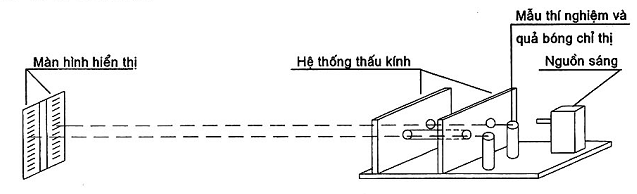 Mẫu thí nghiệm và
quả bóng chỉ thị
Màn hình hiển thị
Hệ thống thấu kính
Nguồn sáng